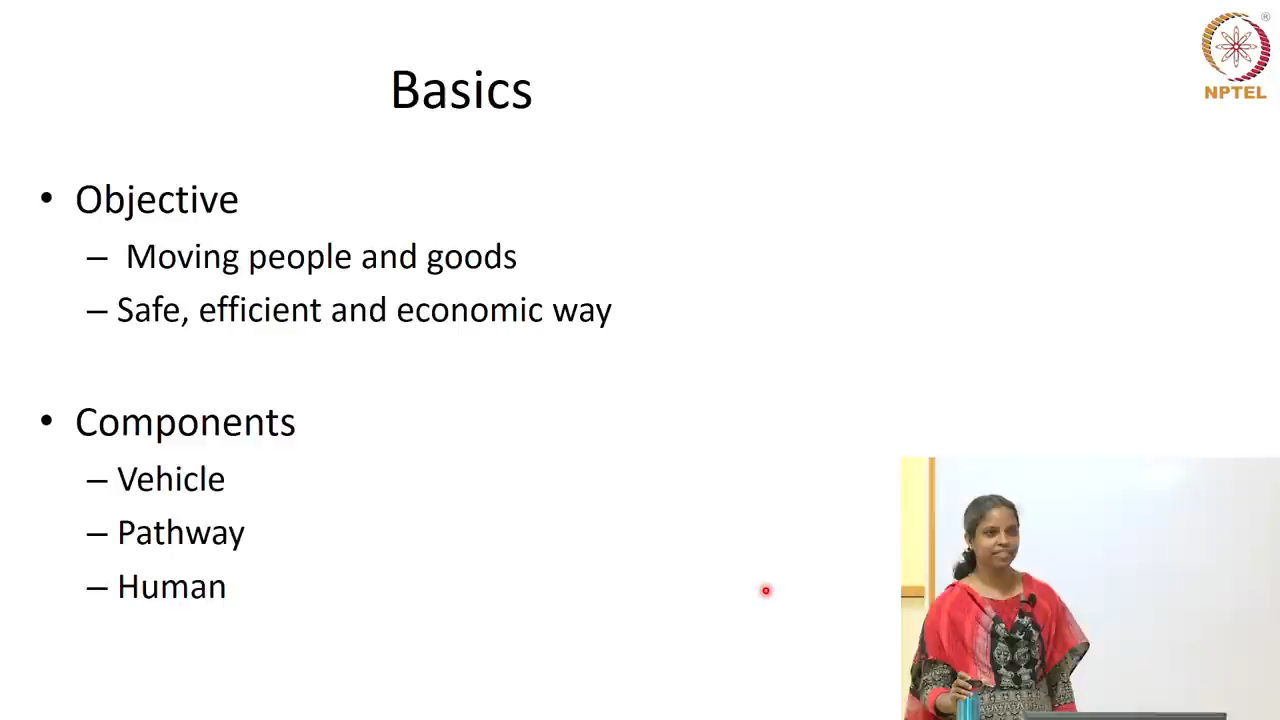 Basics
• Objective
– Moving people and goods
– Safe, efficient and economic way
• Components
– Vehicle
– Pathway
– Human
®
NPTEL